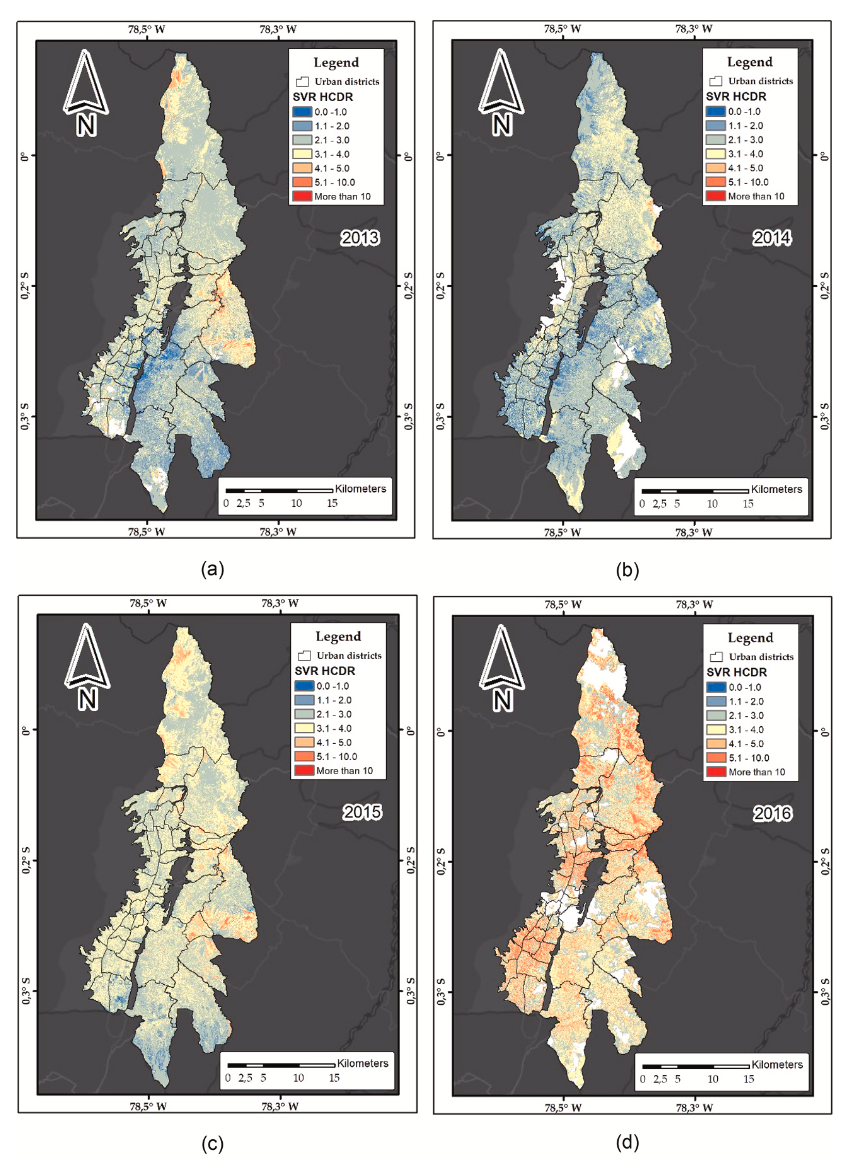 78,5° W 78,3° W
N
Legend
Urban districts
SVR HCDR
0.0 -1.0
1.1 - 2.0
2.1 - 3.0
3.1 - 4.0
4.1 - 5.0
5.1 - 10.0
More than 10
2013
0°
0,2° S
0,3° S
0°
0,2° S
0,3° S
Kilometers
0 2,5 5 10 15
78,5° W 78,3° W
(a)
78,5° W 78,3° W
N
Legend
Urban districts
SVR HCDR
0.0 -1.0
1.1 - 2.0
2.1 - 3.0
3.1 - 4.0
4.1 - 5.0
5.1 - 10.0
More than 10
2014
0°
0,2° S
0,3° S
0°
0,2° S
0,3° S
Kilometers
0 2,5 5 10 15
78,5° W 78,3° W
(b)
78,5° W 78,3° W
N
Legend
Urban districts
SVR HCDR
0.0 -1.0
1.1 - 2.0
2.1 - 3.0
3.1 - 4.0
4.1 - 5.0
5.1 - 10.0
More than 10
2015
0°
0,2° S
0,3° S
0°
0,2° S
0,3° S
Kilometers
0 2,5 5 10 15
78,5° W 78,3° W
(c)
78,5° W 78,3° W
N
Legend
Urban districts
SVR HCDR
0.0 -1.0
1.1 - 2.0
2.1 - 3.0
3.1 - 4.0
4.1 - 5.0
5.1 - 10.0
More than 10
2016
0°
0,2° S
0,3° S
0°
0,2° S
0,3° S
Kilometers
0 2,5 5 10 15
78,5° W 78,3° W
(d)